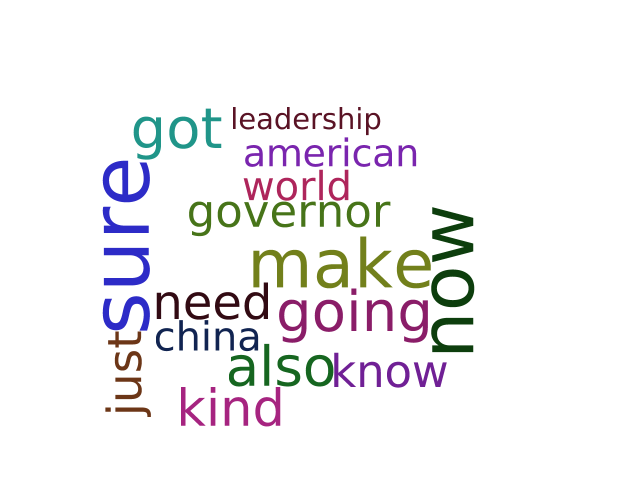 got
leadership
american
world
governor
sure
now
make
need
going
china
just
also
know
kind